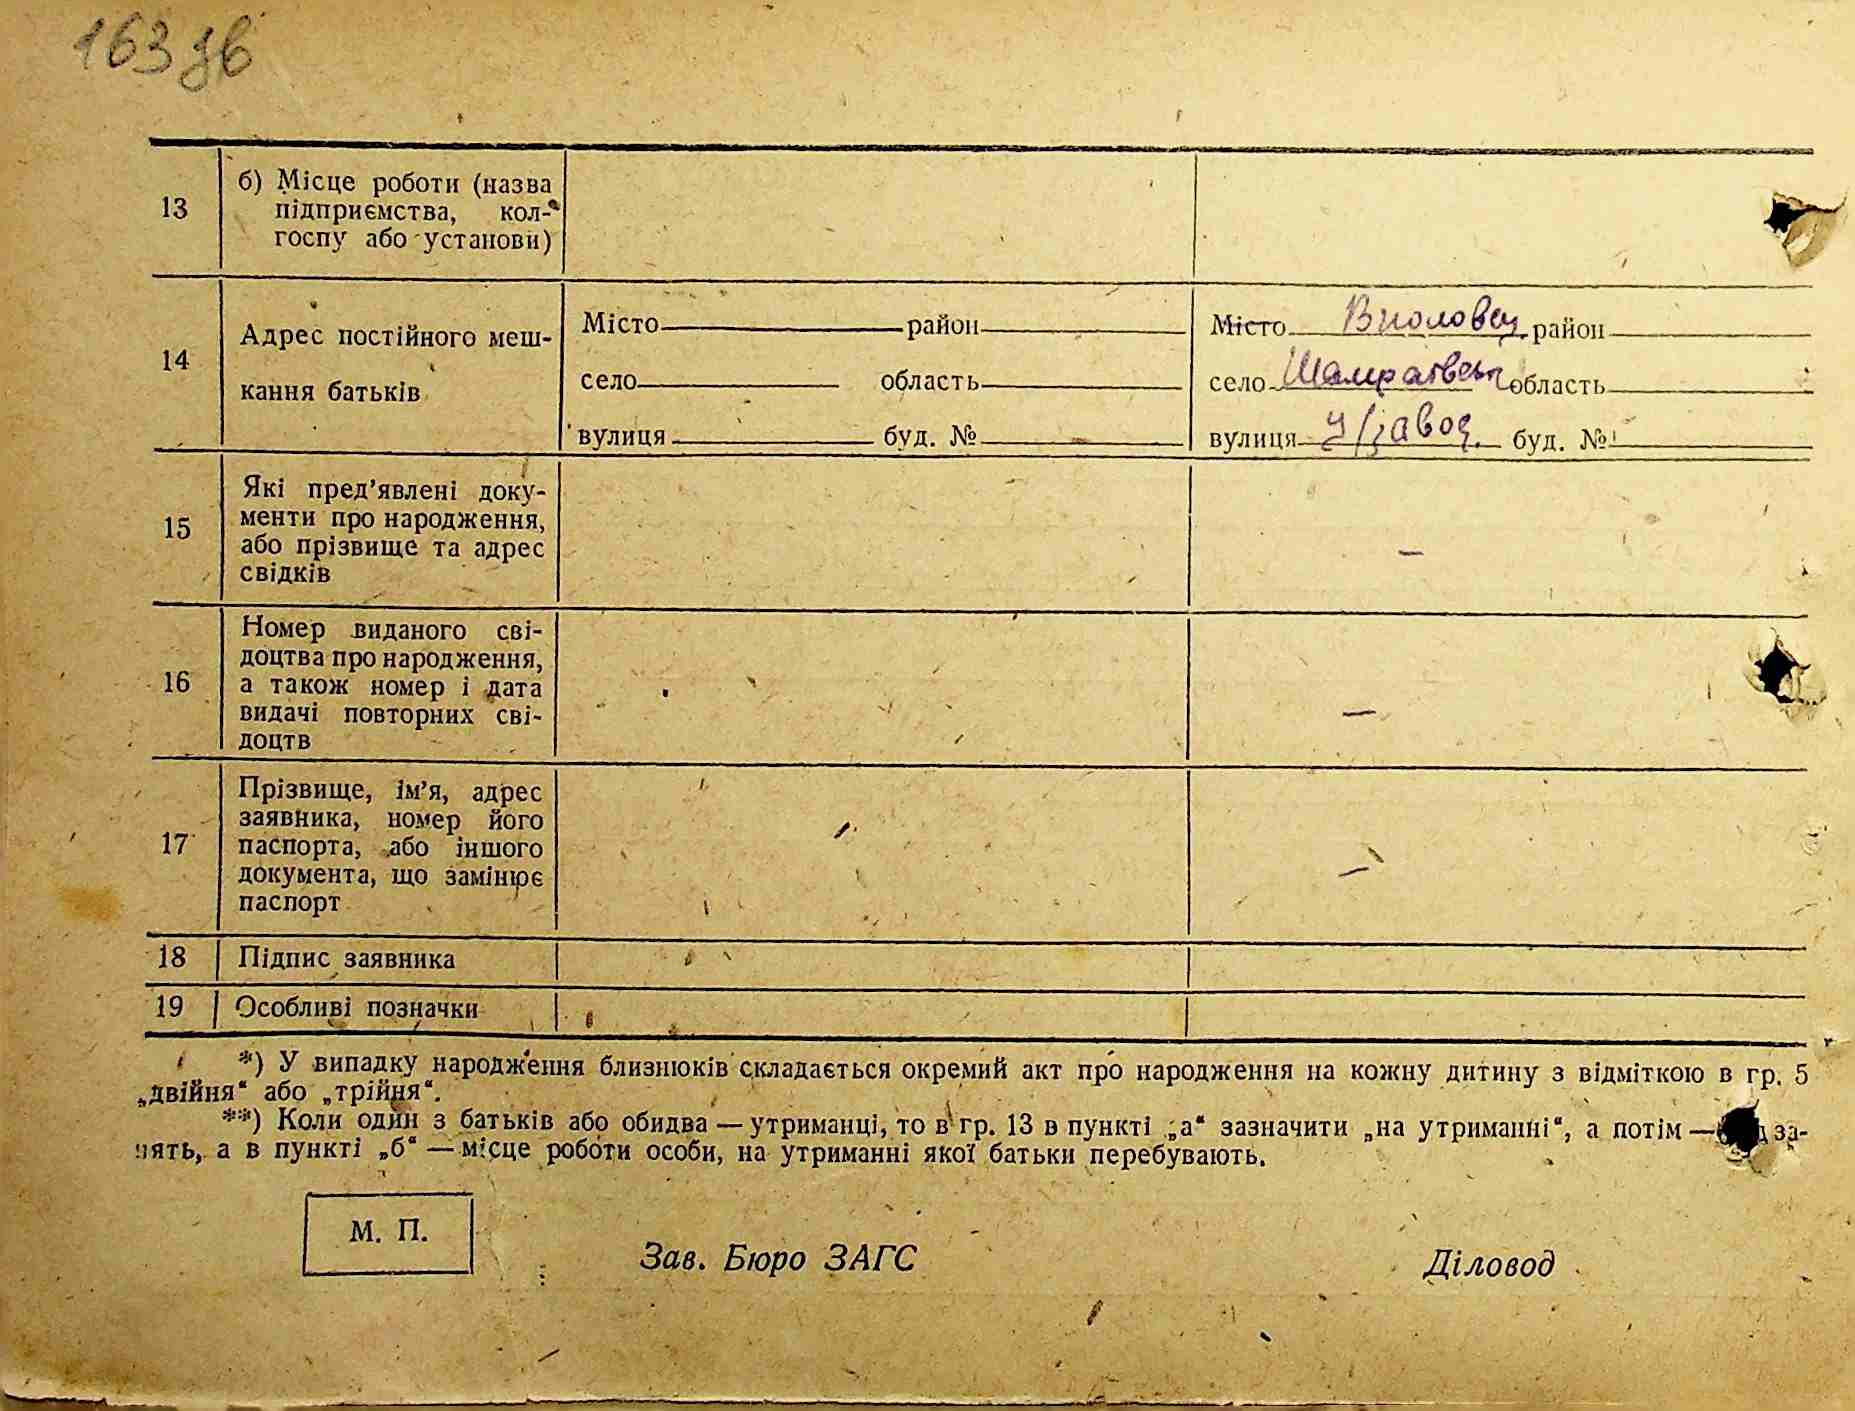 163 зв
13
б) Місце роботи (назва
підприємства, кол-
госпу або установи)
14
Адрес постійного меш-
кання батьків
Місто район
село область
вулиця буд. №
Місто район
село область
вулиця буд. №
15
Які пред’явлені доку-
менти про народження,
або прізвище та адрес
свідків
–
16
Номер виданого сві-
доцтва про народження,
а також номер і дата
видачі повторних сві-
доцтв
–
17
Прізвище, ім’я, адрес
заявника, номер його
паспорта, або іншого
документа, що замінює
паспорт
–
18 Підпис заявника
19 Особливі позначки
*) У випадку народження близнюків складається окремий акт про народження на кожну дитину з відміткою в гр. 5
„двійня“ або „трійня“.
**) Коли один з батьків або обидва — утриманці, то в гр. 13 в пункті „а“ зазначити „на утриманні“, а потім — за-
нять, а в пункті „б“ — місце роботи особи, на утриманні якої батьки перебувають.
М. П.
Зав. Бюро ЗАГС
Діловод